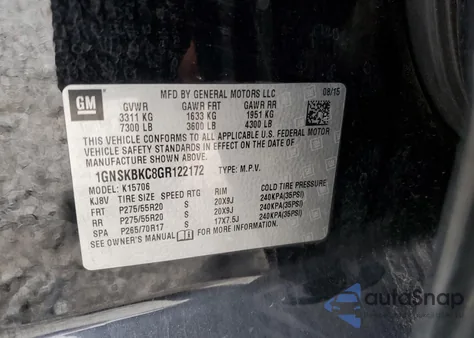 GM
MFD BY GENERAL MOTORS LLC 08/15
GVWR GAWR FRT GAWR RR
3311 KG 1633 KG 1951 KG
7300 LB 3600 LB 4300 LB
THIS VEHICLE CONFORMS TO ALL APPLICABLE U.S. FEDERAL MOTOR
VEHICLE SAFETY STANDARDS IN EFFECT ON THE DATE OF
MANUFACTURE SHOWN ABOVE.
1GNSKBKC8GR122172 TYPE: M.P.V.
MODEL: K15706
KJ8V TIRE SIZE SPEED RTG RIM COLD TIRE PRESSURE
FRT P275/55R20 S 20X9J 240KPA(35PSI)
RR P275/55R20 S 20X9J 240KPA(35PSI)
SPA P265/70R17 S 17X7.5J 240KPA(35PSI)
SEE OWNER'S MANUAL FOR ADDITIONAL INFORMATION.
autoSnap